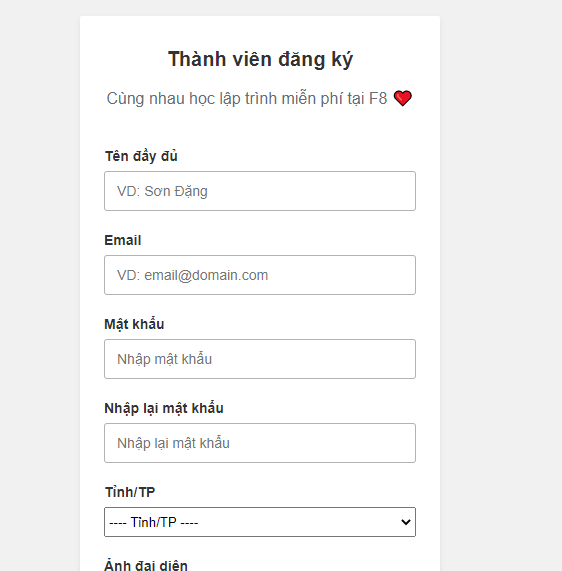 Thành viên đăng ký
Cùng nhau học lập trình miễn phí tại F8 ❤️
Tên đầy đủ
VD: Sơn Đặng
Email
VD: email@domain.com
Mật khẩu
Nhập mật khẩu
Nhập lại mật khẩu
Nhập lại mật khẩu
Tỉnh/TP
---- Tỉnh/TP ----
Ảnh đại diện